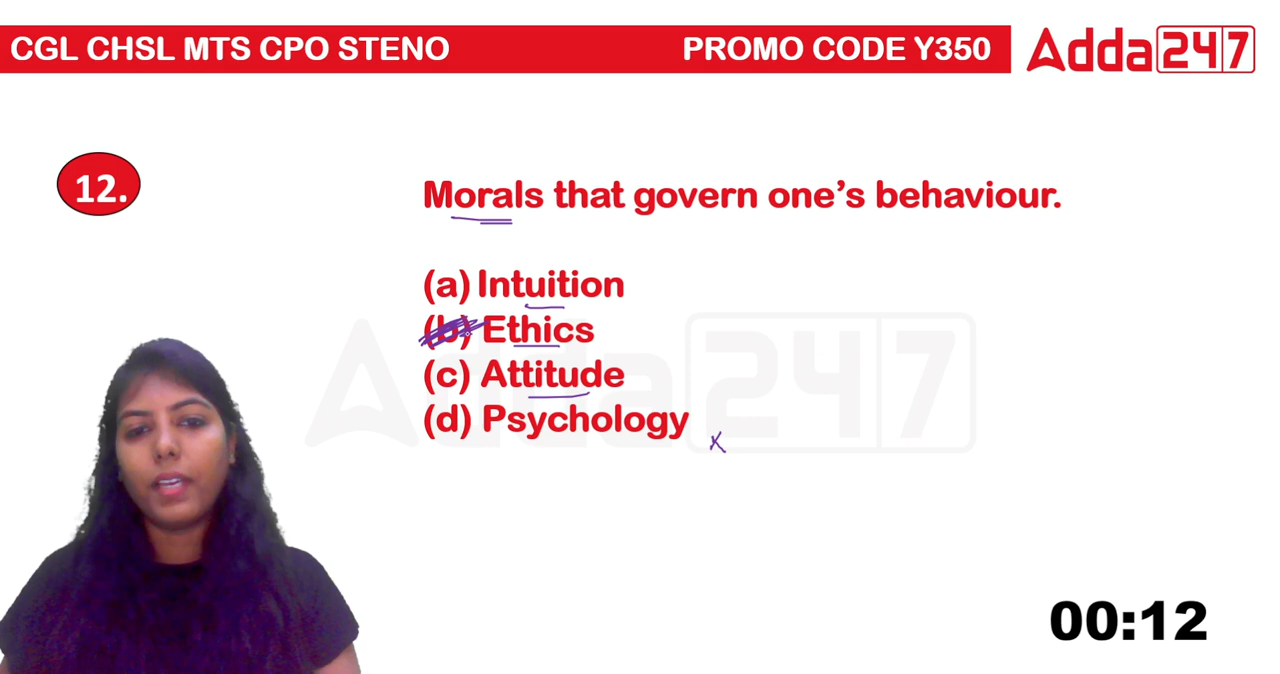 CGL CHSL MTS CPO STENO PROMO CODE Y350 Adda247
12. Morals that govern one's behaviour.
(a) Intuition
(b) Ethics
(c) Attitude
(d) Psychology
Adda247
00:12